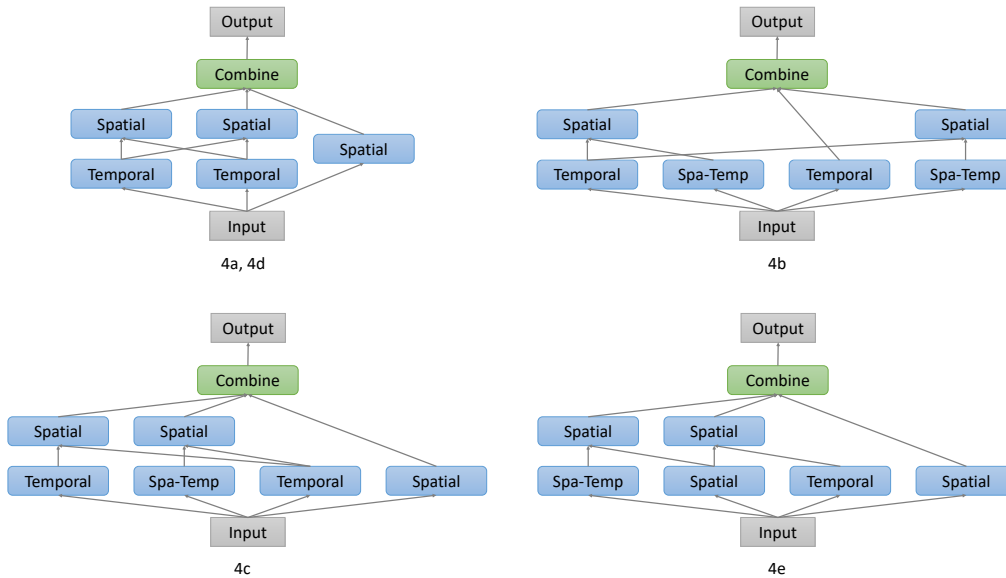 Output
Combine
Spatial Spatial
Spatial
Temporal Temporal
Input
4a, 4d
Output
Combine
Spatial Spatial
Temporal Spa-Temp Temporal Spa-Temp
Input
4b
Output
Combine
Spatial Spatial
Temporal Spa-Temp Temporal Spatial
Input
4c
Output
Combine
Spatial Spatial
Spa-Temp Spatial Temporal Spatial
Input
4e